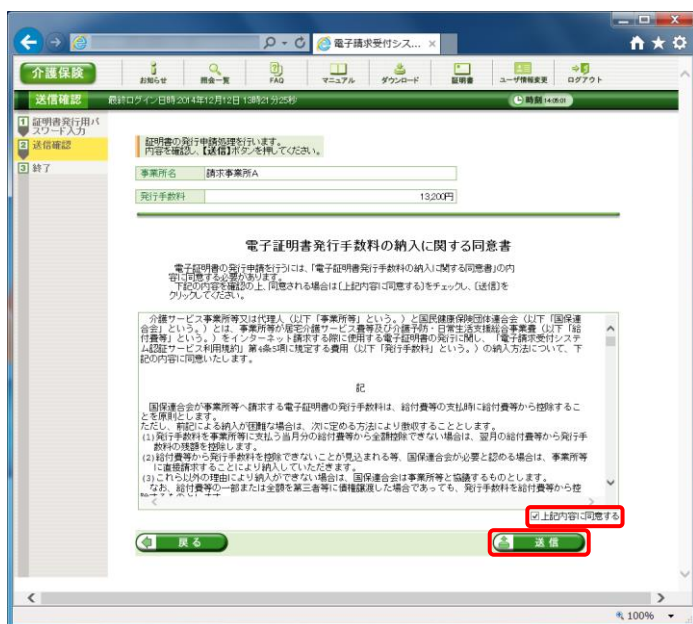 電子請求受付シス... ×
介護保険
お知らせ 照会一覧 FAQ マニュアル ダウンロード 証明書 ユーザ情報変更 ログアウト
送信確認 最終ログイン日時:2014年12月12日 13時21分25秒 時刻 14:05:01
1 証明書発行用パ
スワード入力
2 送信確認
3 終了
証明書の発行申請処理を行います。
内容を確認し、【送信】ボタンを押してください。
事業所名 請求事業所A
発行手数料 13,200円
電子証明書発行手数料の納入に関する同意書
電子証明書の発行申請を行うには、「電子証明書発行手数料の納入に関する同意書」の内
容に同意する必要があります。
下記の内容を確認の上、同意される場合は[上記内容に同意する]をチェックし、[送信]を
クリックしてください。
介護サービス事業所等又は代理人(以下「事業所等」という。)と国民健康保険団体連合会(以下「国保連
合会」という。)とは、事業所等が居宅介護サービス費等及び介護予防・日常生活支援総合事業費(以下「給
付費等」という。)をインターネット請求する際に使用する電子証明書の発行に関し、「電子請求受付システ
ム認証サービス利用規約」第4条5項に規定する費用(以下「発行手数料」という。)の納入方法について、下
記の内容に同意いたします。
記
国保連合会が事業所等へ請求する電子証明書の発行手数料は、給付費等の支払時に給付費等から控除するこ
とを原則とします。
ただし、前記による納入が困難な場合は、次に定める方法により徴収することとします。
(1)発行手数料を事業所等に支払う当月分の給付費等から全額控除できない場合は、翌月の給付費等から発行手
数料の残額を控除します。
(2)給付費等から発行手数料を控除できないことが見込まれる等、国保連合会が必要と認める場合は、事業所等
に直接請求することにより納入していただきます。
(3)これら以外の理由により納入ができない場合は、国保連合会は事業所等と協議するものとします。
なお、給付費等の一部または全額を第三者等に債権譲渡した場合であっても、発行手数料を給付費等から控
上記内容に同意する
戻る 送信
100%